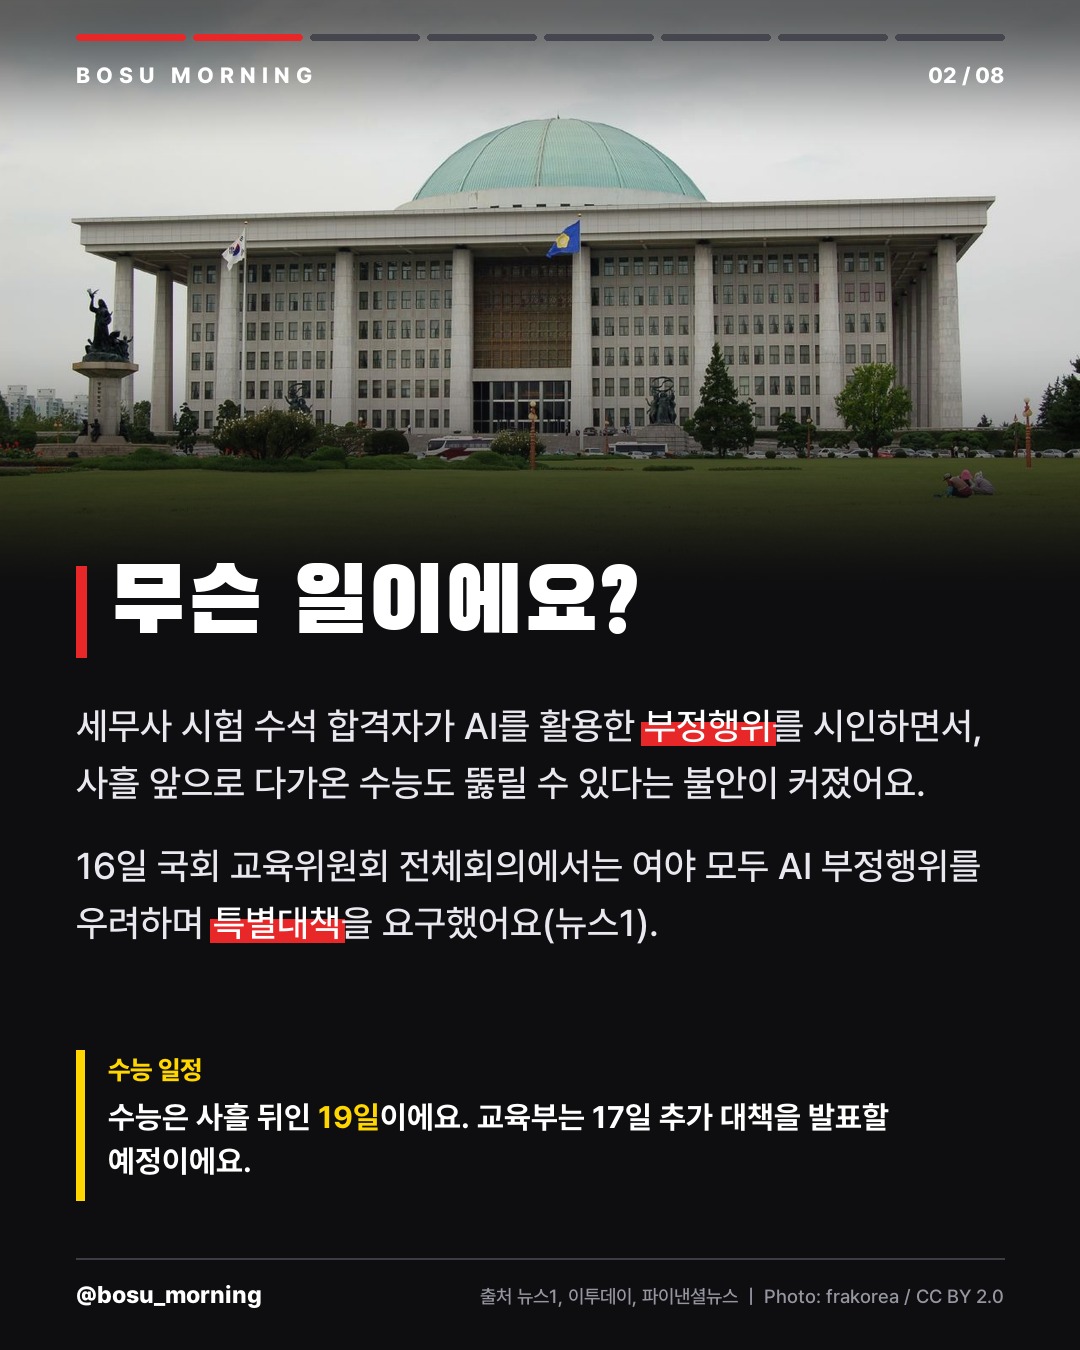 BOSU MORNING
02 / 08
무슨 일이에요?
세무사 시험 수석 합격자가 AI를 활용한 부정행위를 시인하면서,
사흘 앞으로 다가온 수능도 뚫릴 수 있다는 불안이 커졌어요.
16일 국회 교육위원회 전체회의에서는 여야 모두 AI 부정행위를
우려하며 특별대책을 요구했어요(뉴스1).
수능 일정
수능은 사흘 뒤인 19일이에요. 교육부는 17일 추가 대책을 발표할
예정이에요.
@bosu_morning
출처 뉴스1, 이투데이, 파이낸셜뉴스 | Photo: frakorea / CC BY 2.0